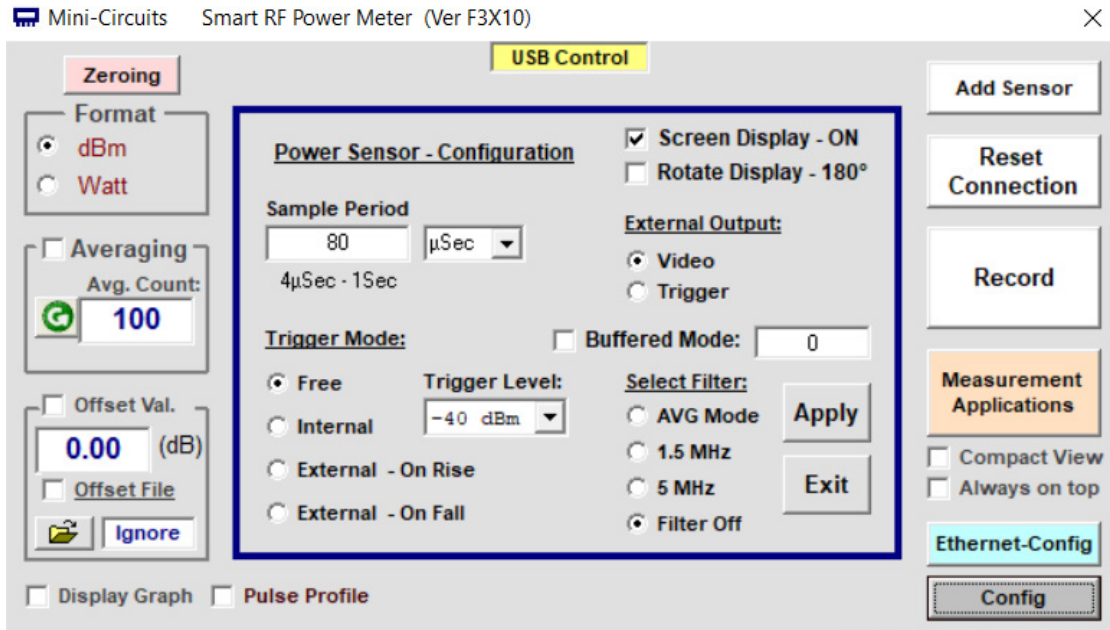 Mini-Circuits Smart RF Power Meter (Ver F3X10)
USB Control
Zeroing
Format
dBm
Watt
Averaging
Avg. Count:
100
Offset Val.
0.00 (dB)
Offset File
Ignore
Display Graph
Pulse Profile
Power Sensor - Configuration
Screen Display - ON
Rotate Display - 180°
Sample Period
80 µSec
4µSec - 1Sec
External Output:
Video
Trigger
Trigger Mode:
Free
Internal
External - On Rise
External - On Fall
Trigger Level:
-40 dBm
Buffered Mode: 0
Select Filter:
AVG Mode
1.5 MHz
5 MHz
Filter Off
Apply
Exit
Add Sensor
Reset
Connection
Record
Measurement
Applications
Compact View
Always on top
Ethernet-Config
Config